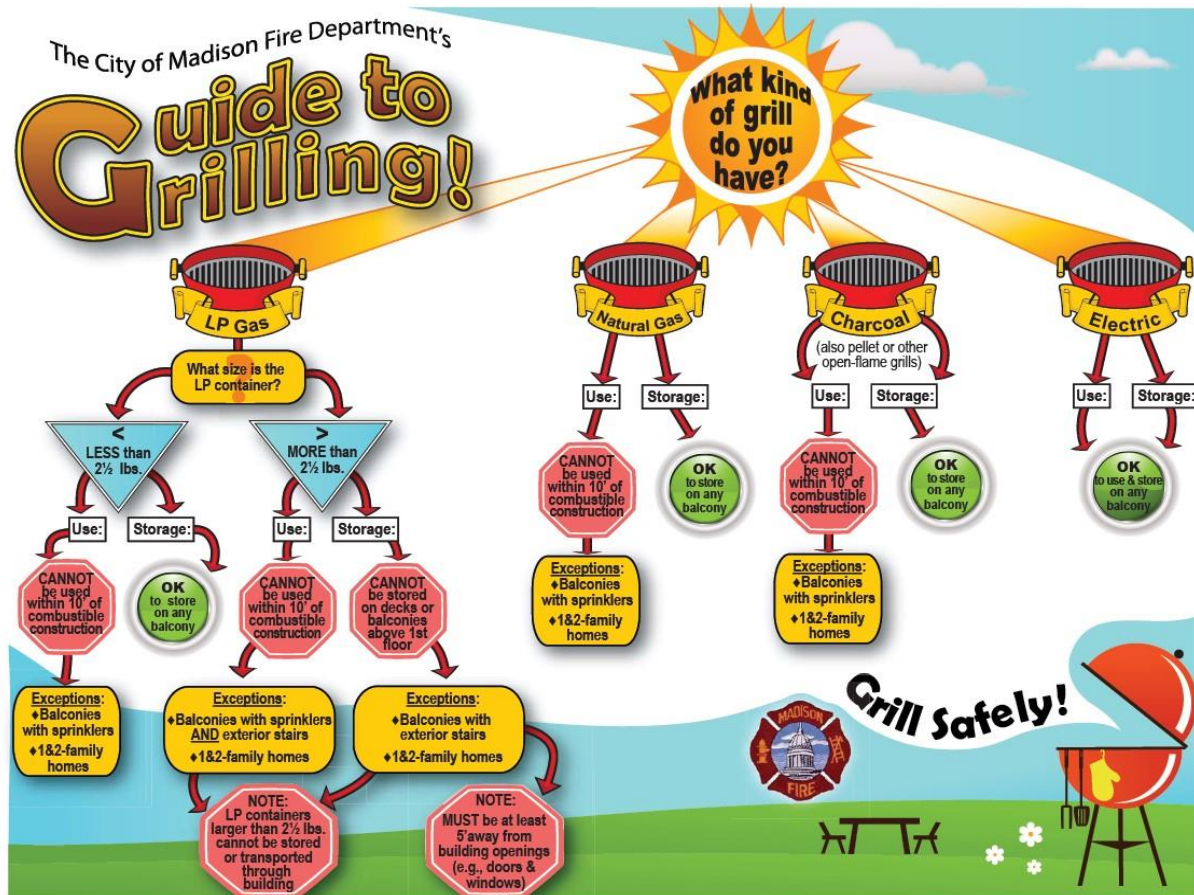 The City of Madison Fire Department's
Guide to
Grilling!
What kind
of grill
do you
have?
LP Gas
What size is the
LP container?
?
<
LESS than
2½ lbs.
Use:
CANNOT
be used
within 10' of
combustible
construction
Exceptions:
♦Balconies
with sprinklers
♦1&2-family
homes
Storage:
OK
to store
on any
balcony
>
MORE than
2½ lbs.
Use:
CANNOT
be used
within 10' of
combustible
construction
Exceptions:
♦Balconies with sprinklers
AND exterior stairs
♦1&2-family homes
Storage:
CANNOT
be stored
on decks or
balconies
above 1st
floor
Exceptions:
♦Balconies with
exterior stairs
♦1&2-family homes
NOTE:
LP containers
larger than 2½ lbs.
cannot be stored
or transported
through
building
NOTE:
MUST be at least
5'away from
building openings
(e.g., doors &
windows)
Natural Gas
Use:
CANNOT
be used
within 10' of
combustible
construction
Exceptions:
♦Balconies
with sprinklers
♦1&2-family
homes
Storage:
OK
to store
on any
balcony
Charcoal
(also pellet or other
open-flame grills)
Use:
CANNOT
be used
within 10' of
combustible
construction
Exceptions:
♦Balconies
with sprinklers
♦1&2-family
homes
Storage:
OK
to store
on any
balcony
Electric
Use:
Storage:
OK
to use & store
on any
balcony
Grill Safely!
MADISON
FIRE